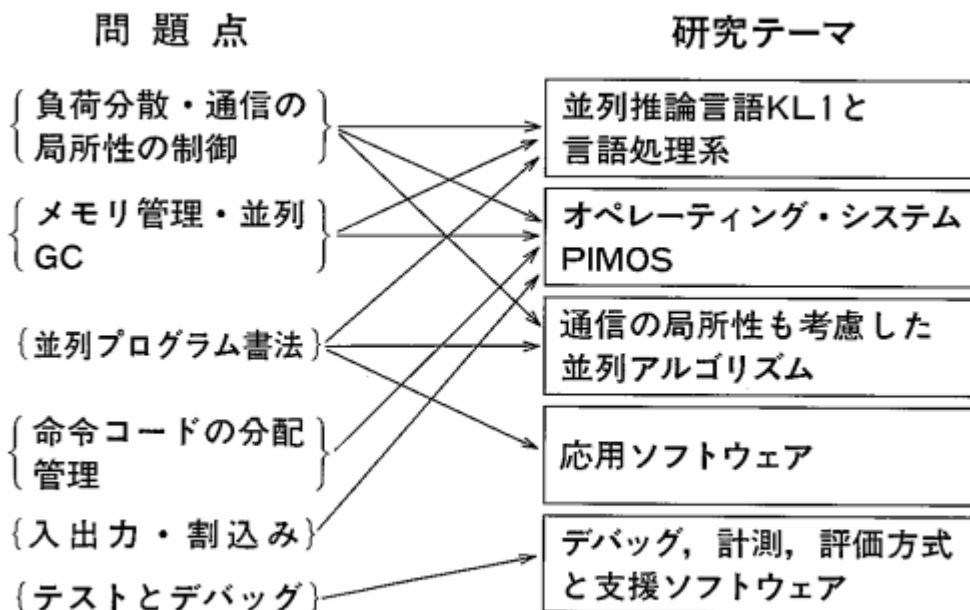 問題点
研究テーマ
負荷分散・通信の
局所性の制御
メモリ管理・並列
GC
{並列プログラム書法}
命令コードの分配
管理
{入出力・割込み}
{テストとデバッグ}
並列推論言語KL1と
言語処理系
オペレーティング・システム
PIMOS
通信の局所性も考慮した
並列アルゴリズム
応用ソフトウェア
デバッグ,計測,評価方式
と支援ソフトウェア